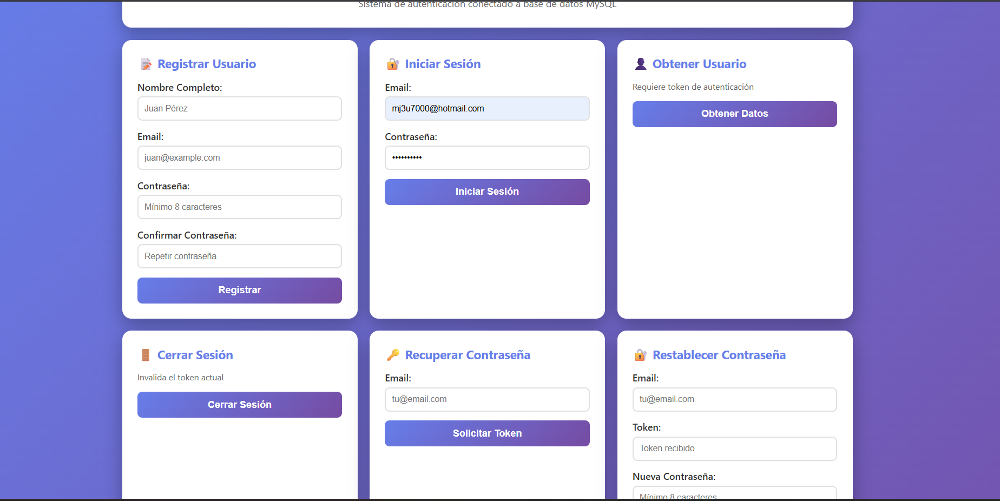 Sistema de autenticación conectado a base de datos MySQL
Registrar Usuario
Nombre Completo:
Juan Pérez
Email:
juan@example.com
Contraseña:
Mínimo 8 caracteres
Confirmar Contraseña:
Repetir contraseña
Registrar
Iniciar Sesión
Email:
mj3u7000@hotmail.com
Contraseña:
••••••••••
Iniciar Sesión
Obtener Usuario
Requiere token de autenticación
Obtener Datos
Cerrar Sesión
Invalida el token actual
Cerrar Sesión
Recuperar Contraseña
Email:
tu@email.com
Solicitar Token
Restablecer Contraseña
Email:
tu@email.com
Token:
Token recibido
Nueva Contraseña:
Mínimo 8 caracteres